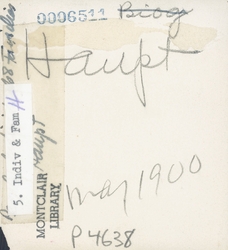 0006511 Biog
Haupt
5. Indiv & Fam H
MONTCLAIR
LIBRARY
Haupt
May 1900
P4638